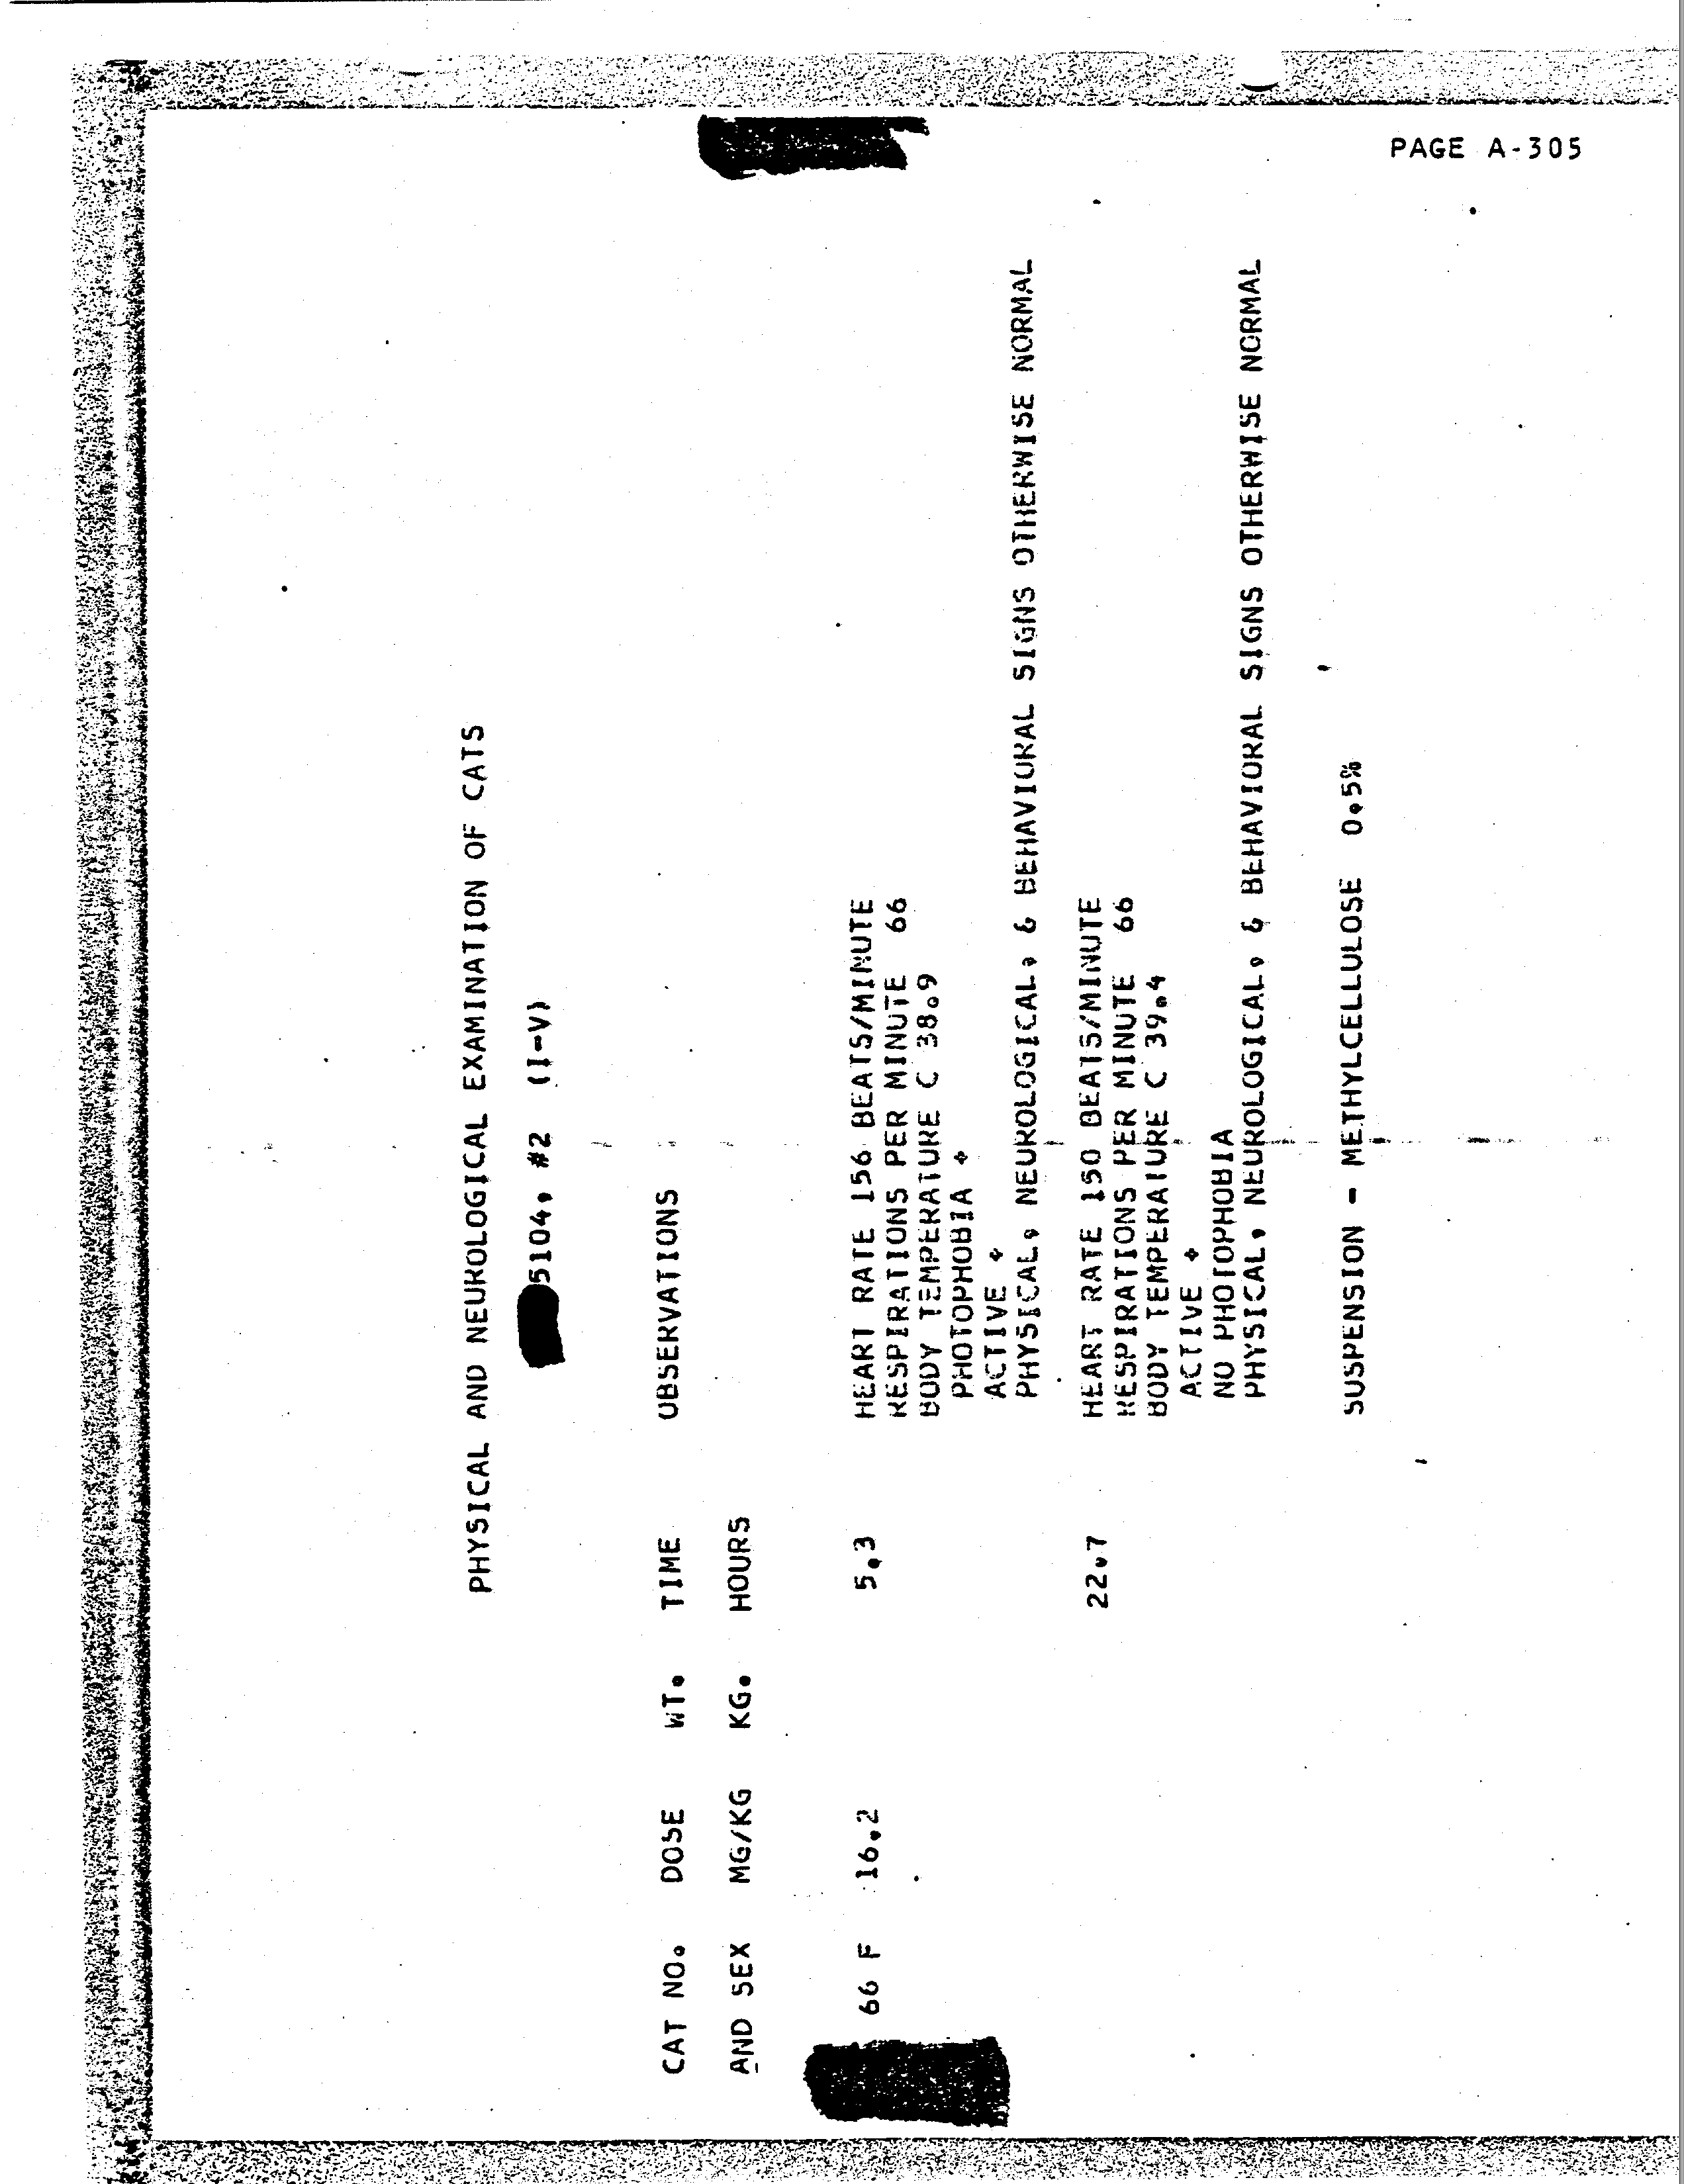 PAGE A-305
PHYSICAL AND NEUROLOGICAL EXAMINATION OF CATS
5104, #2 (I-V)
CAT NO. DOSE WT. TIME OBSERVATIONS
AND SEX MG/KG KG. HOURS
66 F 16.2 5.3 HEART RATE 156 BEATS/MINUTE
RESPIRATIONS PER MINUTE 66
BODY TEMPERATURE C 38.9
PHOTOPHOBIA +
ACTIVE +
PHYSICAL, NEUROLOGICAL, & BEHAVIORAL SIGNS OTHERWISE NORMAL
22.7 HEART RATE 150 BEATS/MINUTE
RESPIRATIONS PER MINUTE 66
BODY TEMPERATURE C 39.4
ACTIVE +
NO PHOTOPHOBIA
PHYSICAL, NEUROLOGICAL, & BEHAVIORAL SIGNS OTHERWISE NORMAL
SUSPENSION - METHYLCELLULOSE 0.5%